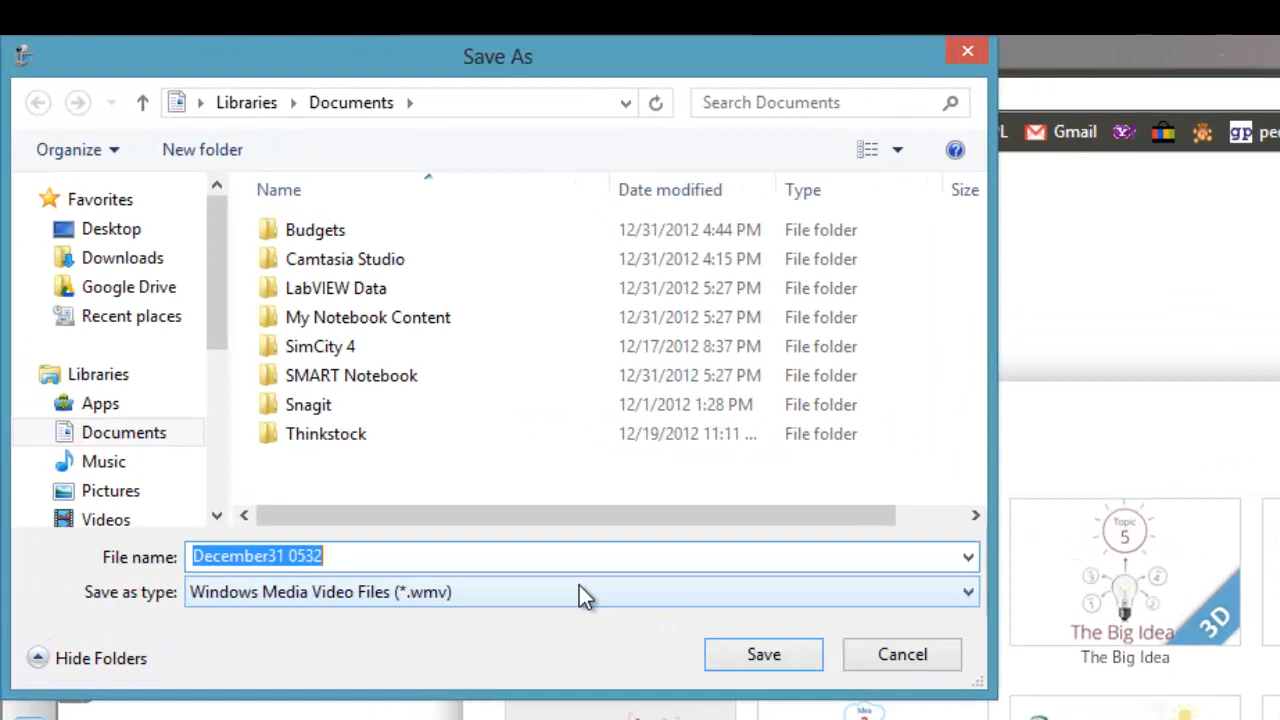 Save As
Libraries Documents Search Documents
Organize New folder
L Gmail gp
Favorites
Desktop
Downloads
Google Drive
Recent places
Libraries
Apps
Documents
Music
Pictures
Videos
Name Date modified Type Size
Budgets 12/31/2012 4:44 PM File folder
Camtasia Studio 12/31/2012 4:15 PM File folder
LabVIEW Data 12/31/2012 5:27 PM File folder
My Notebook Content 12/31/2012 5:27 PM File folder
SimCity 4 12/17/2012 8:37 PM File folder
SMART Notebook 12/31/2012 5:27 PM File folder
Snagit 12/1/2012 1:28 PM File folder
Thinkstock 12/19/2012 11:11 ... File folder
File name: December31 0532
Save as type: Windows Media Video Files (*.wmv)
Hide Folders Save Cancel
Topic
5
3 4
1 2
The Big Idea
3D
The Big Idea
Idea